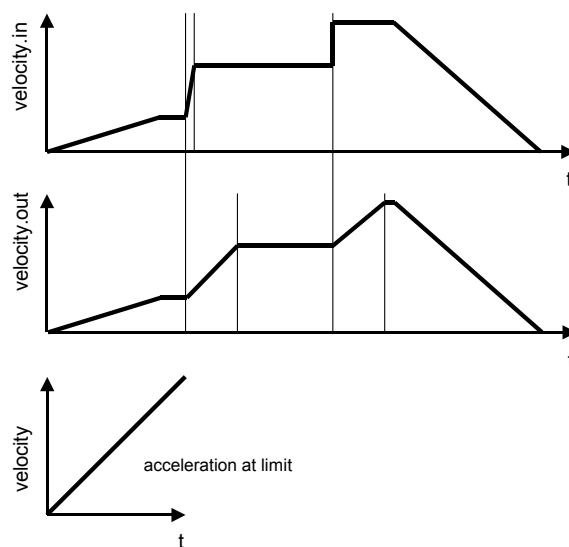 velocity.in
t
velocity.out
velocity
acceleration at limit
t